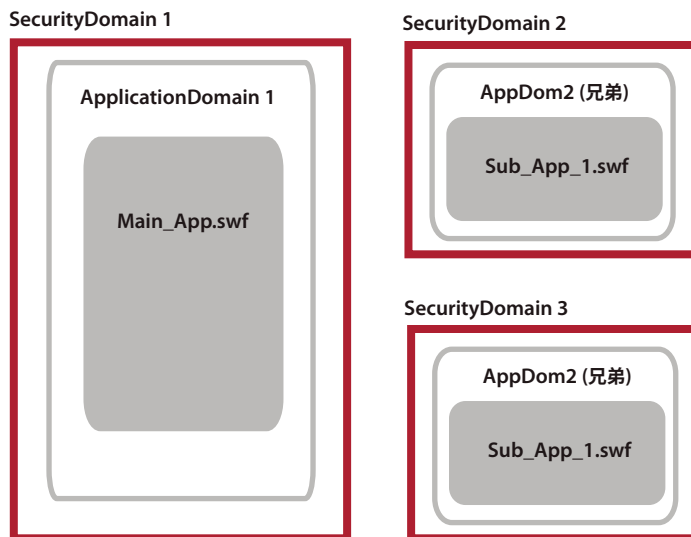 SecurityDomain 1
ApplicationDomain 1
Main_App.swf
SecurityDomain 2
AppDom2 (兄弟)
Sub_App_1.swf
SecurityDomain 3
AppDom2 (兄弟)
Sub_App_1.swf